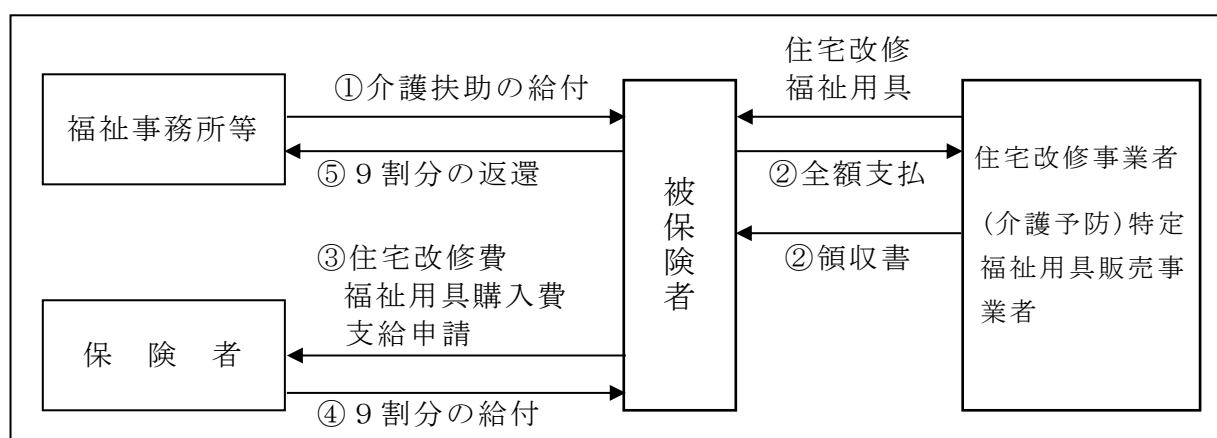 福祉事務所等
①介護扶助の給付
⑤９割分の返還
③住宅改修費
福祉用具購入費
支給申請
保　険　者
④９割分の給付
被保険者
住宅改修
福祉用具
②全額支払
②領収書
住宅改修事業者
(介護予防)特定
福祉用具販売事
業者